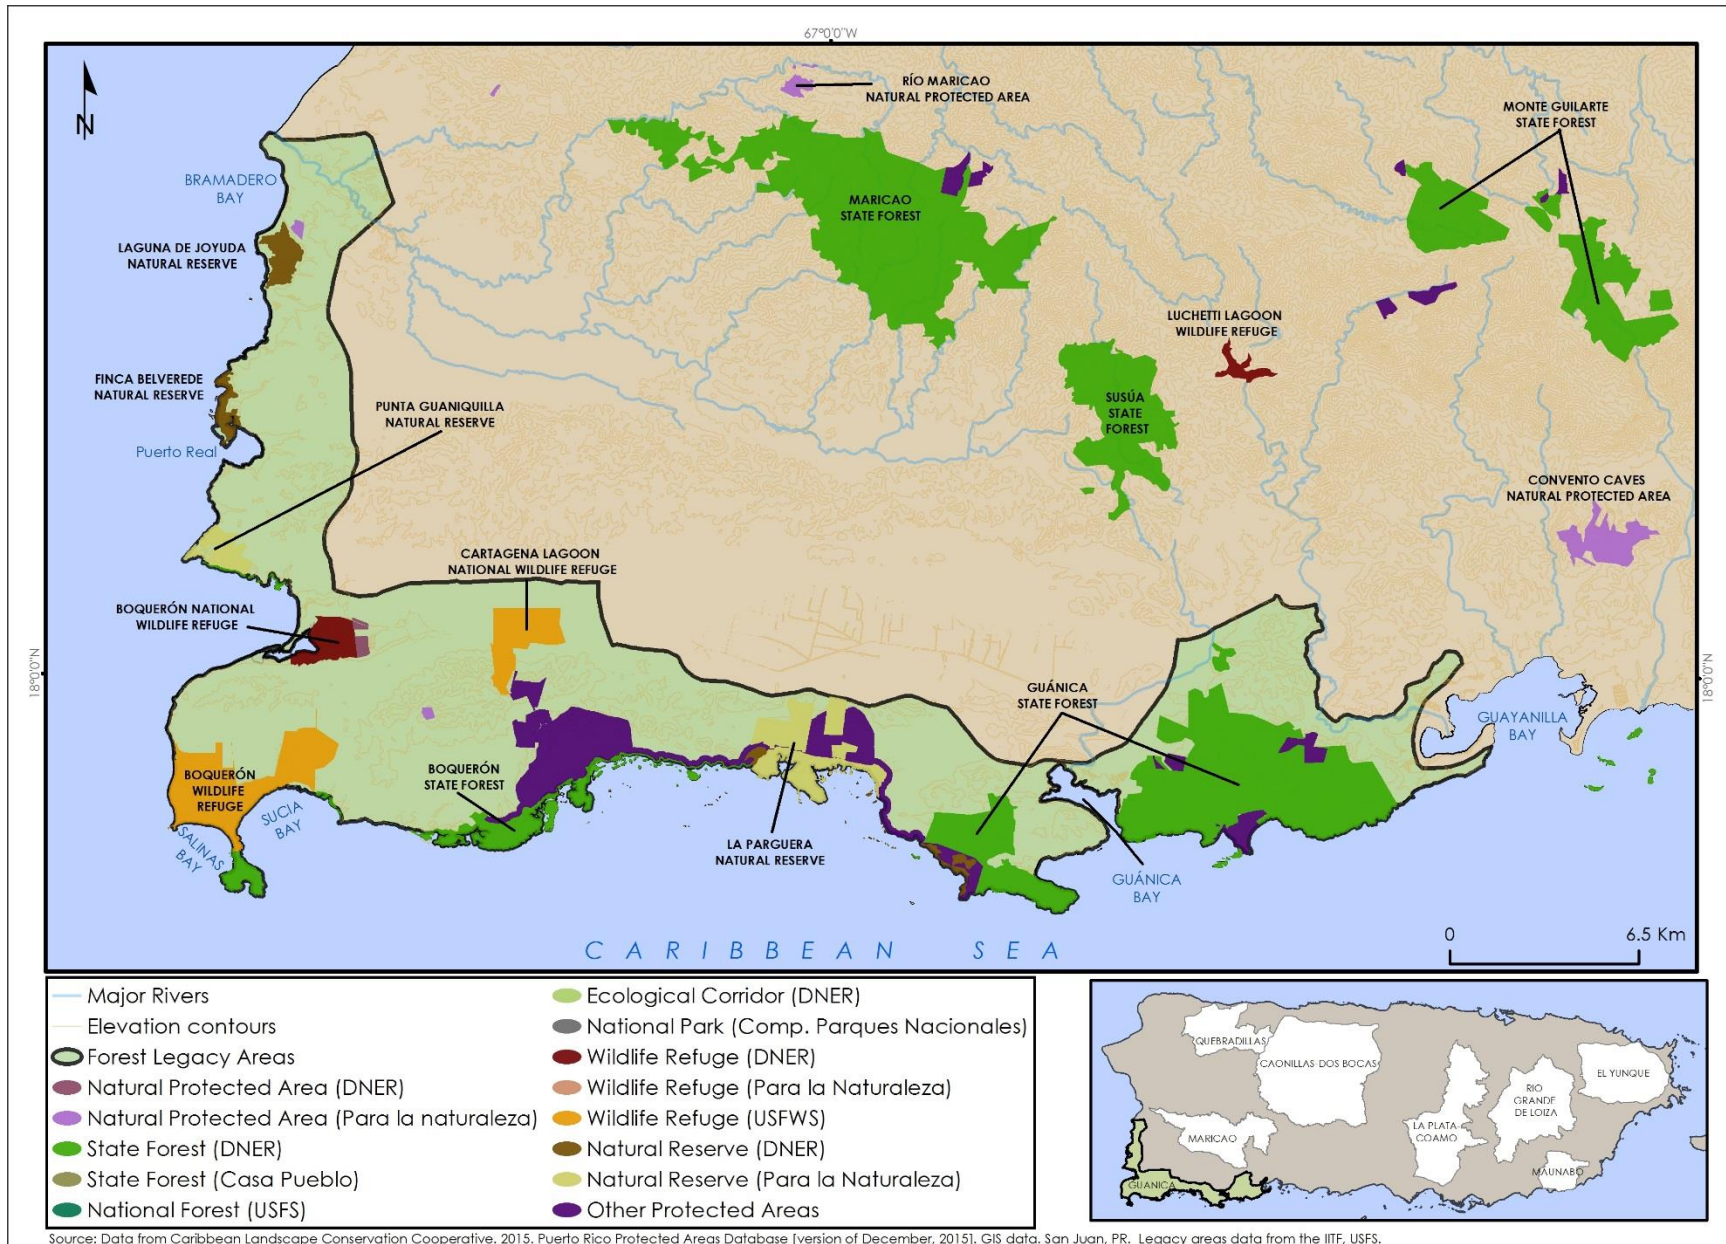 67°0'0"W
N
RÍO MARICAO
NATURAL PROTECTED AREA
MONTE GUILARTE
STATE FOREST
BRAMADERO
BAY
MARICAO
STATE FOREST
LAGUNA DE JOYUDA
NATURAL RESERVE
LUCHETTI LAGOON
WILDLIFE REFUGE
FINCA BELVEREDE
NATURAL RESERVE
PUNTA GUANIQUILLA
NATURAL RESERVE
SUSÚA
STATE
FOREST
Puerto Real
CONVENTO CAVES
NATURAL PROTECTED AREA
CARTAGENA LAGOON
NATIONAL WILDLIFE REFUGE
BOQUERÓN NATIONAL
WILDLIFE REFUGE
18°0'0"N
18°0'0"N
GUÁNICA
STATE FOREST
GUAYANILLA
BAY
BOQUERÓN
WILDLIFE
REFUGE
BOQUERÓN
STATE FOREST
SUCIA
BAY
SALINAS
BAY
LA PARGUERA
NATURAL RESERVE
GUÁNICA
BAY
CARIBBEAN SEA
0 6.5 Km
Major Rivers
Elevation contours
Forest Legacy Areas
Natural Protected Area (DNER)
Natural Protected Area (Para la naturaleza)
State Forest (DNER)
State Forest (Casa Pueblo)
National Forest (USFS)
Ecological Corridor (DNER)
National Park (Comp. Parques Nacionales)
Wildlife Refuge (DNER)
Wildlife Refuge (Para la Naturaleza)
Wildlife Refuge (USFWS)
Natural Reserve (DNER)
Natural Reserve (Para la Naturaleza)
Other Protected Areas
QUEBRADILLAS
CAONILLAS-DOS BOCAS
EL YUNQUE
RIO
GRANDE
DE LOIZA
LA PLATA-
COAMO
MARICAO
MAUNABO
GUANICA
Source: Data from Caribbean Landscape Conservation Cooperative. 2015. Puerto Rico Protected Areas Database [version of December, 2015]. GIS data. San Juan, PR. Legacy areas data from the IITF, USFS.